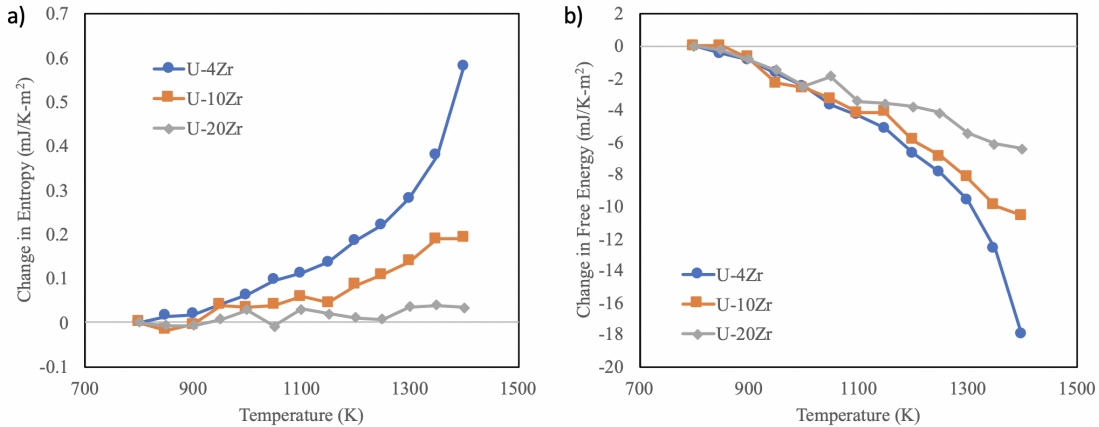 a)
Change in Entropy (mJ/K-m²)
0.7
0.6
0.5
0.4
0.3
0.2
0.1
0
-0.1
U-4Zr
U-10Zr
U-20Zr
700 900 1100 1300 1500
Temperature (K)
b)
Change in Free Energy (mJ/K-m²)
2
0
-2
-4
-6
-8
-10
-12
-14
-16
-18
-20
U-4Zr
U-10Zr
U-20Zr
700 900 1100 1300 1500
Temperature (K)